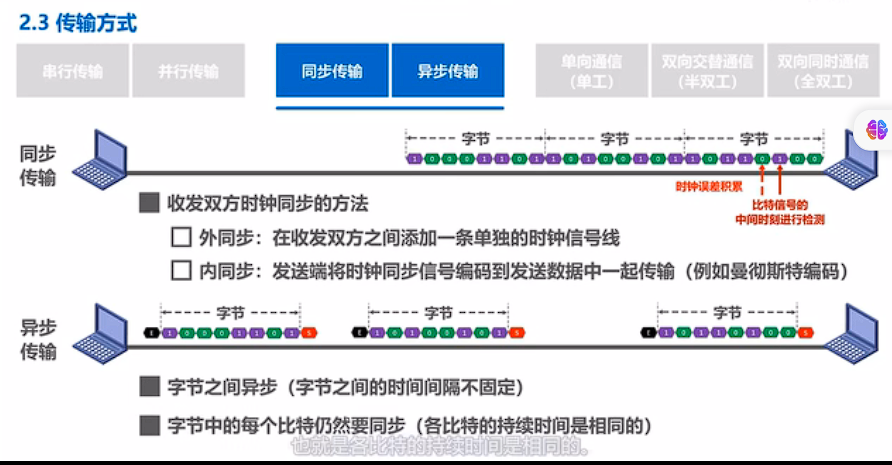 2.3 传输方式
串行传输 并行传输 同步传输 异步传输 单向通信（单工） 双向交替通信（半双工） 双向同时通信（全双工）
字节 字节 字节
同步传输
1 0 0 0 1 1 0 1 1 0 1 0 0 1 0 1 1 0 1 1 0 1 0 0
时钟误差积累
比特信号的
中间时刻进行检测
收发双方时钟同步的方法
外同步：在收发双方之间添加一条单独的时钟信号线
内同步：发送端将时钟同步信号编码到发送数据中一起传输（例如曼彻斯特编码）
字节 字节 字节
异步传输
E 1 0 0 0 1 1 0 1 S E 1 0 1 0 0 1 0 1 S E 1 0 1 1 0 1 0 0 S
字节之间异步（字节之间的时间间隔不固定）
字节中的每个比特仍然要同步（各比特的持续时间是相同的）
也就是各比特的持续时间是相同的。